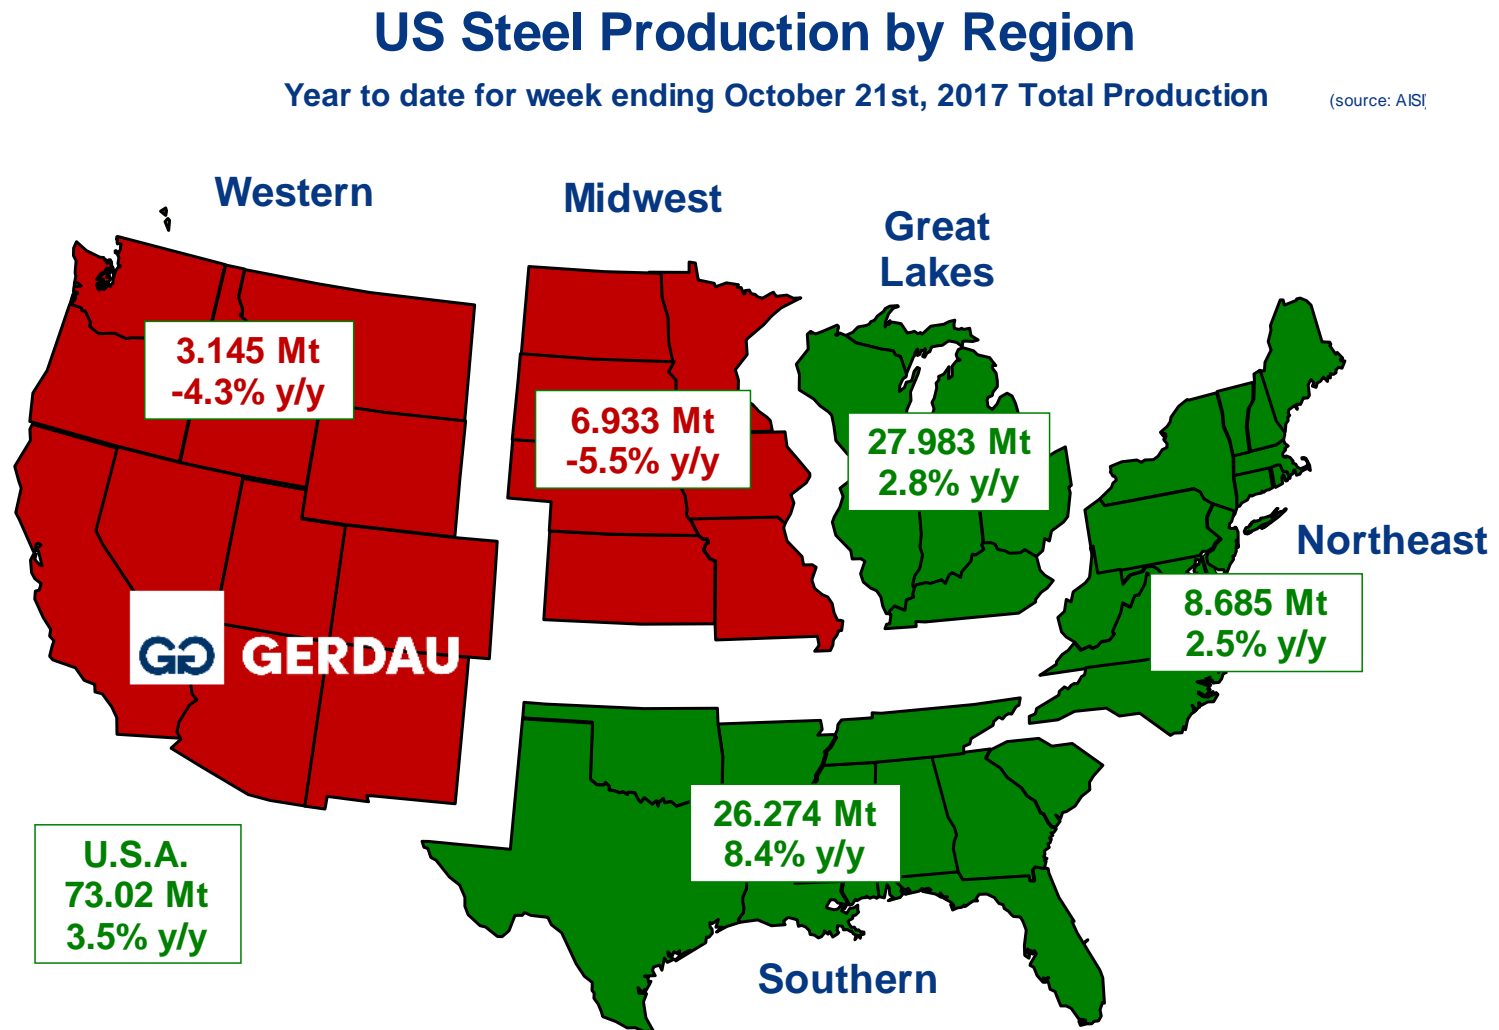 US Steel Production by Region
Year to date for week ending October 21st, 2017 Total Production
(source: AISI)
Western
Midwest
Great
Lakes
3.145 Mt
-4.3% y/y
6.933 Mt
-5.5% y/y
27.983 Mt
2.8% y/y
Northeast
8.685 Mt
2.5% y/y
GERDAU
26.274 Mt
8.4% y/y
U.S.A.
73.02 Mt
3.5% y/y
Southern